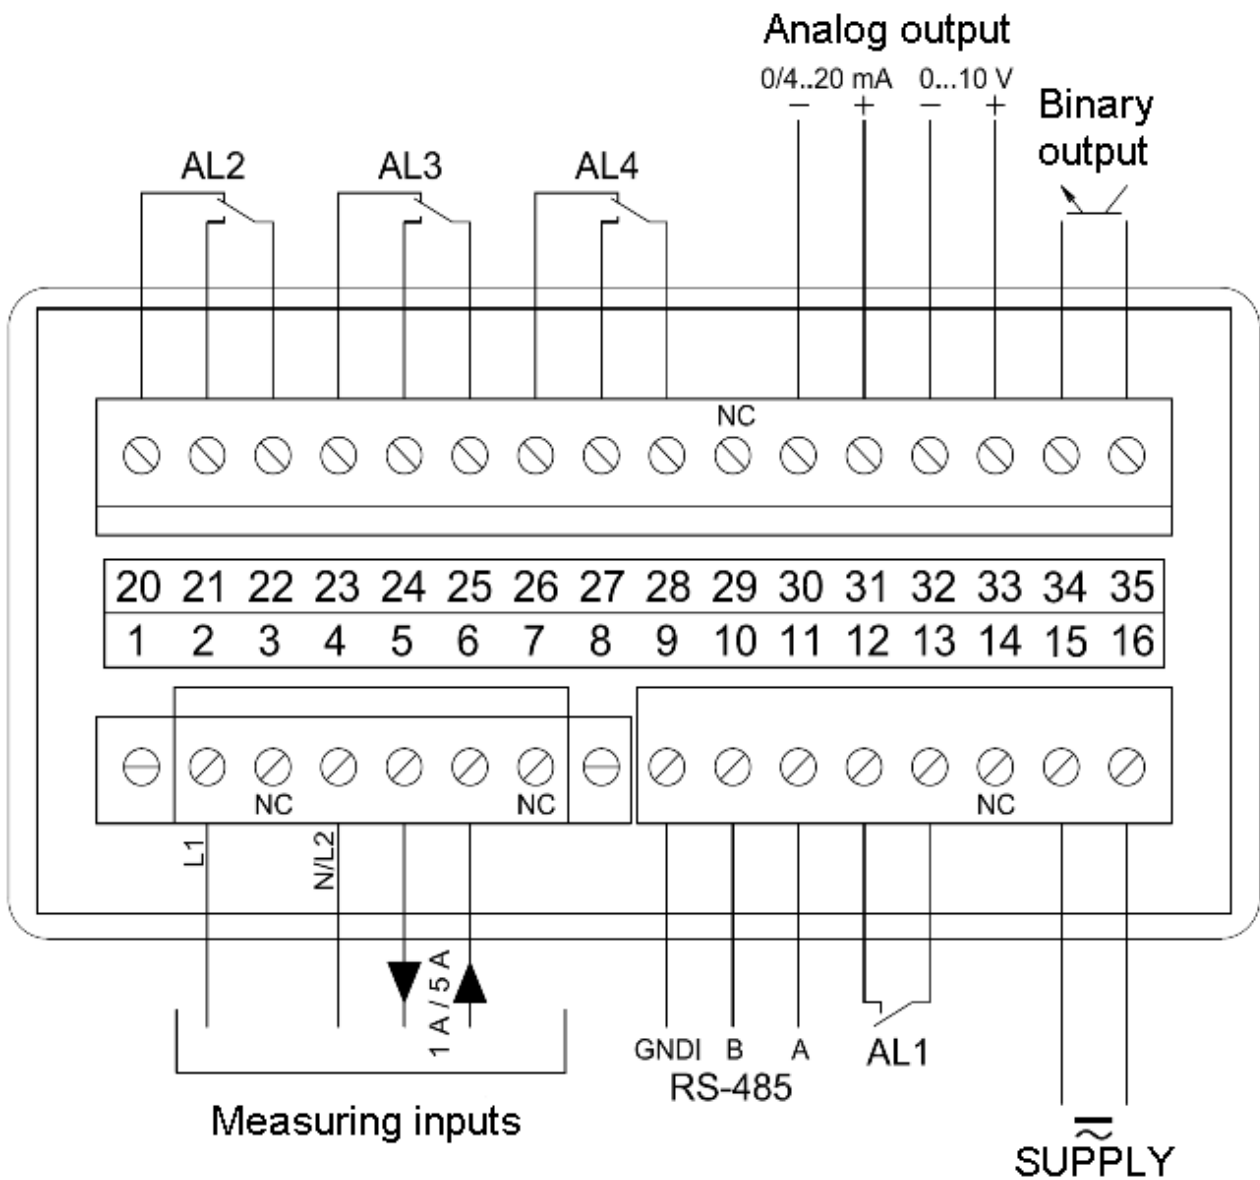 Analog output
0/4..20 mA 0...10 V
− + − +
Binary
output
AL2 AL3 AL4
NC
20 21 22 23 24 25 26 27 28 29 30 31 32 33 34 35
1 2 3 4 5 6 7 8 9 10 11 12 13 14 15 16
NC NC NC
L1
N/L2
1 A / 5 A
GNDI B A
RS-485
AL1
Measuring inputs
SUPPLY